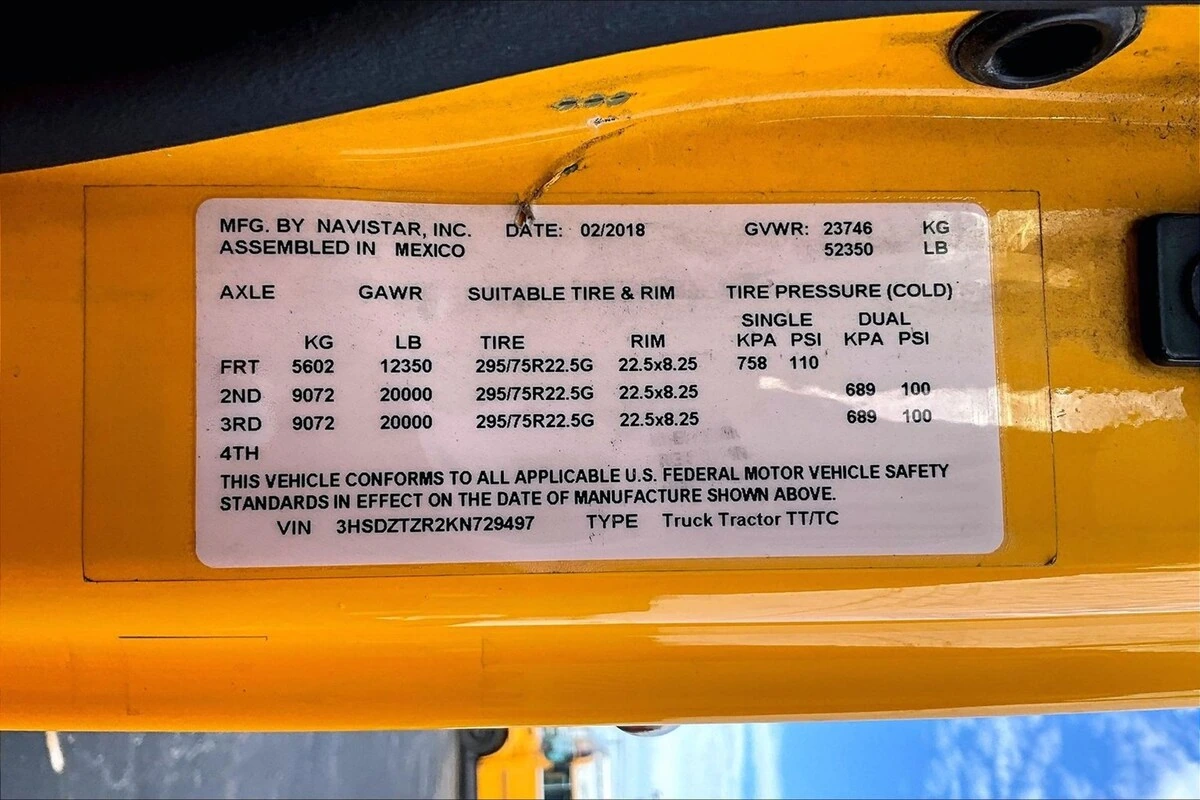 MFG. BY NAVISTAR, INC. DATE: 02/2018 GVWR: 23746 KG
ASSEMBLED IN MEXICO 52350 LB
AXLE GAWR SUITABLE TIRE & RIM TIRE PRESSURE (COLD)
SINGLE DUAL
KG LB TIRE RIM KPA PSI KPA PSI
FRT 5602 12350 295/75R22.5G 22.5x8.25 758 110
2ND 9072 20000 295/75R22.5G 22.5x8.25 689 100
3RD 9072 20000 295/75R22.5G 22.5x8.25 689 100
4TH
THIS VEHICLE CONFORMS TO ALL APPLICABLE U.S. FEDERAL MOTOR VEHICLE SAFETY
STANDARDS IN EFFECT ON THE DATE OF MANUFACTURE SHOWN ABOVE.
VIN 3HSDZTZR2KN729497 TYPE Truck Tractor TT/TC